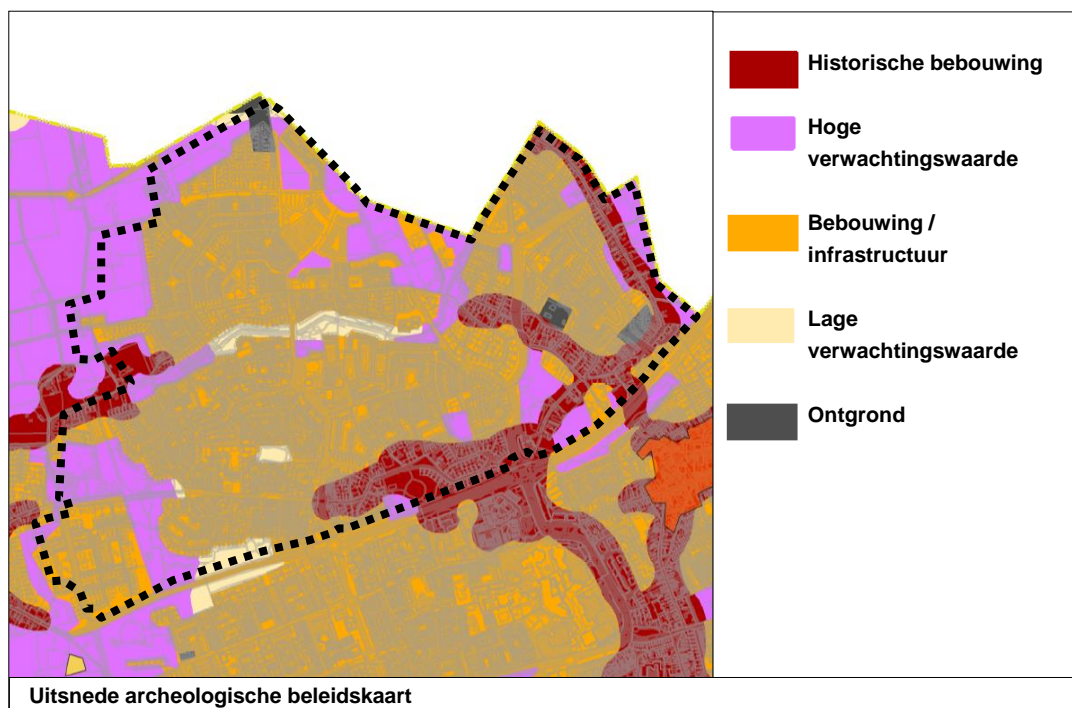 Historische bebouwing
Hoge
verwachtingswaarde
Bebouwing /
infrastructuur
Lage
verwachtingswaarde
Ontgrond
Uitsnede archeologische beleidskaart